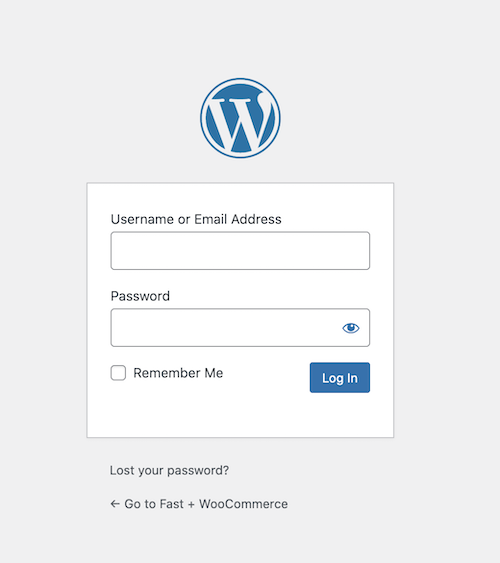 Username or Email Address
Password
Remember Me
Log In
Lost your password?
← Go to Fast + WooCommerce